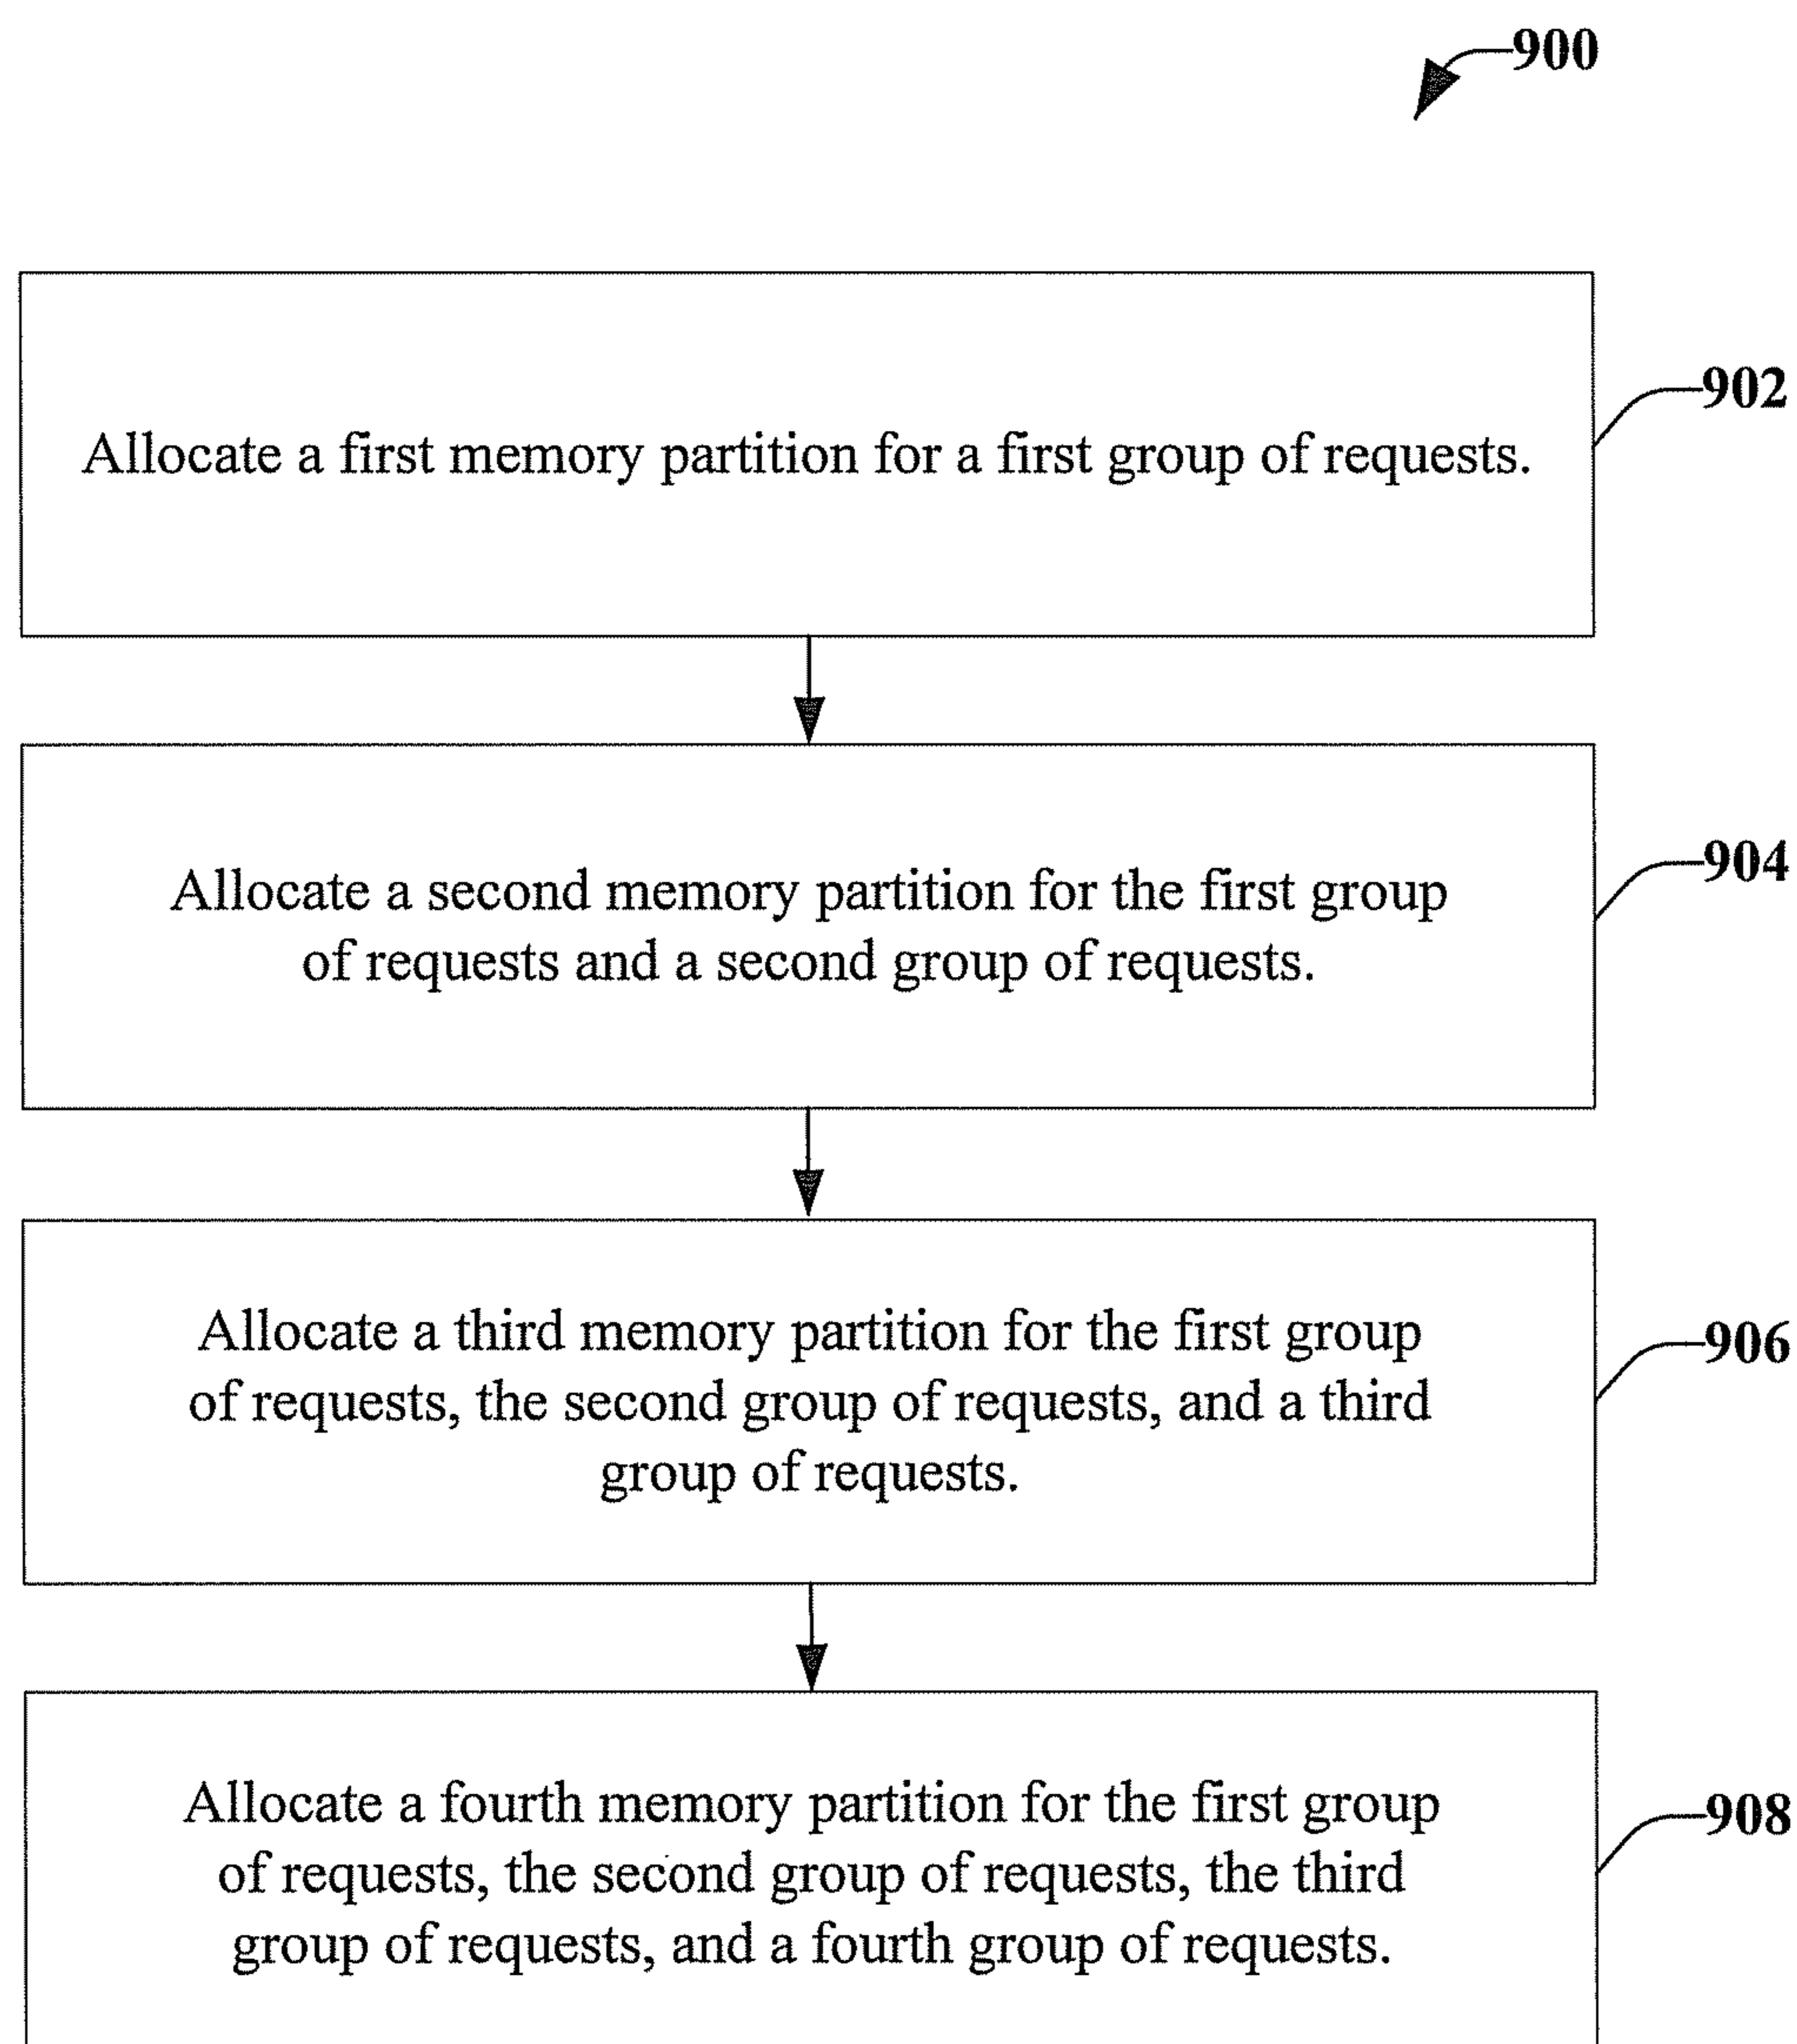 900
902
Allocate a first memory partition for a first group of requests.
904
Allocate a second memory partition for the first group
of requests and a second group of requests.
906
Allocate a third memory partition for the first group
of requests, the second group of requests, and a third
group of requests.
908
Allocate a fourth memory partition for the first group
of requests, the second group of requests, the third
group of requests, and a fourth group of requests.